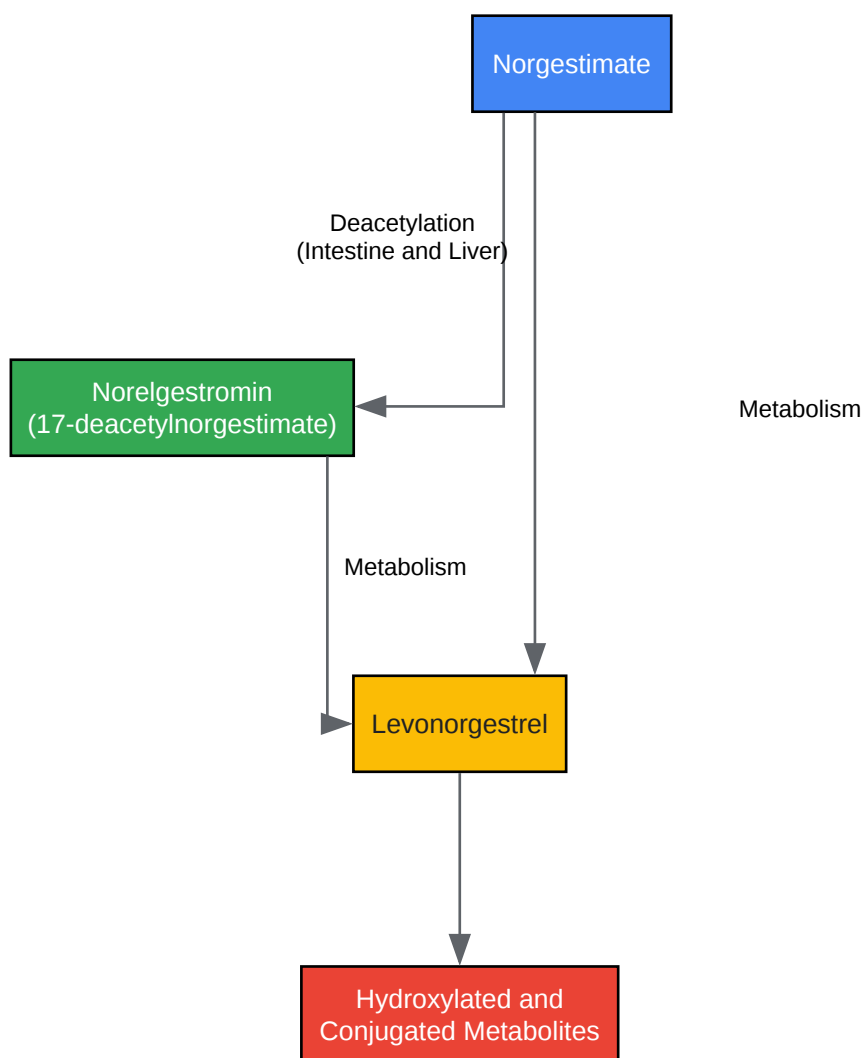 Norgestimate
Deacetylation
(Intestine and Liver)
Norelgestromin
(17-deacetylnorgestimate)
Metabolism
Metabolism
Levonorgestrel
Hydroxylated and
Conjugated Metabolites